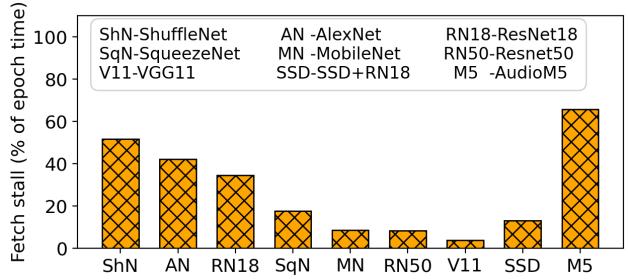 Fetch stall (% of epoch time)
100
80
60
40
20
0
ShN-ShuffleNet AN -AlexNet RN18-ResNet18
SqN-SqueezeNet MN -MobileNet RN50-Resnet50
V11-VGG11 SSD-SSD+RN18 M5 -AudioM5
ShN AN RN18 SqN MN RN50 V11 SSD M5